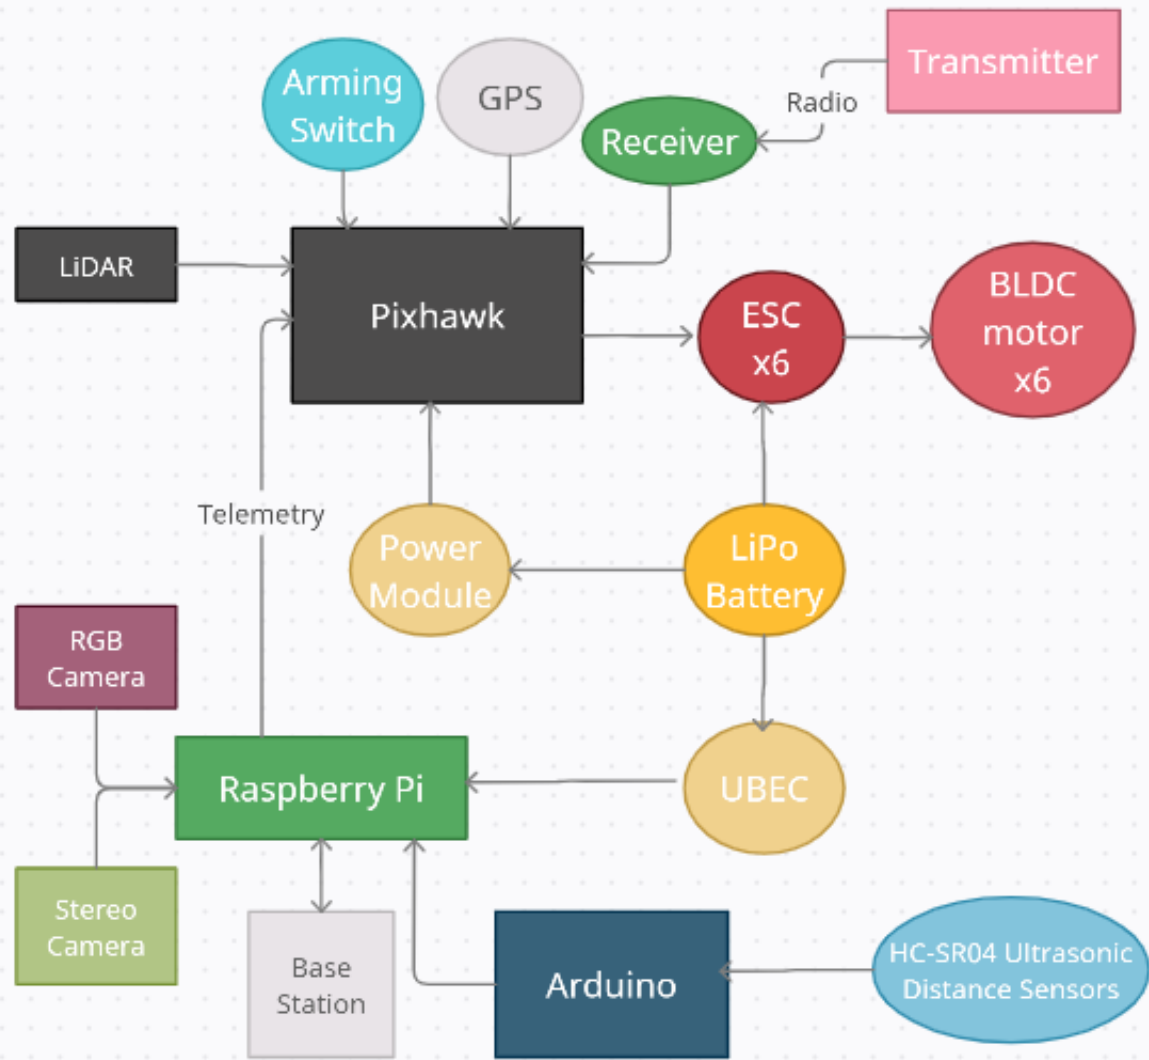 Transmitter
Arming
Switch
GPS
Radio
Receiver
LiDAR
Pixhawk
ESC
x6
BLDC
motor
x6
Telemetry
Power
Module
LiPo
Battery
RGB
Camera
Raspberry Pi
UBEC
Stereo
Camera
Base
Station
Arduino
HC-SR04 Ultrasonic
Distance Sensors